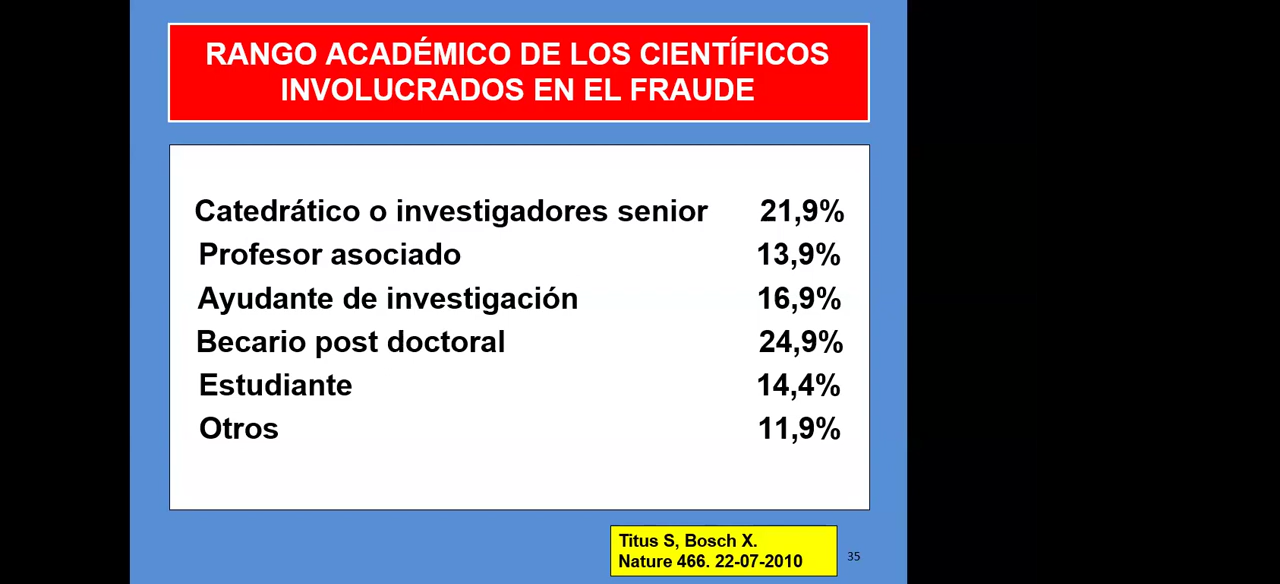 RANGO ACADÉMICO DE LOS CIENTÍFICOS
INVOLUCRADOS EN EL FRAUDE
Catedrático o investigadores senior 21,9%
Profesor asociado 13,9%
Ayudante de investigación 16,9%
Becario post doctoral 24,9%
Estudiante 14,4%
Otros 11,9%
Titus S, Bosch X.
Nature 466. 22-07-2010
35